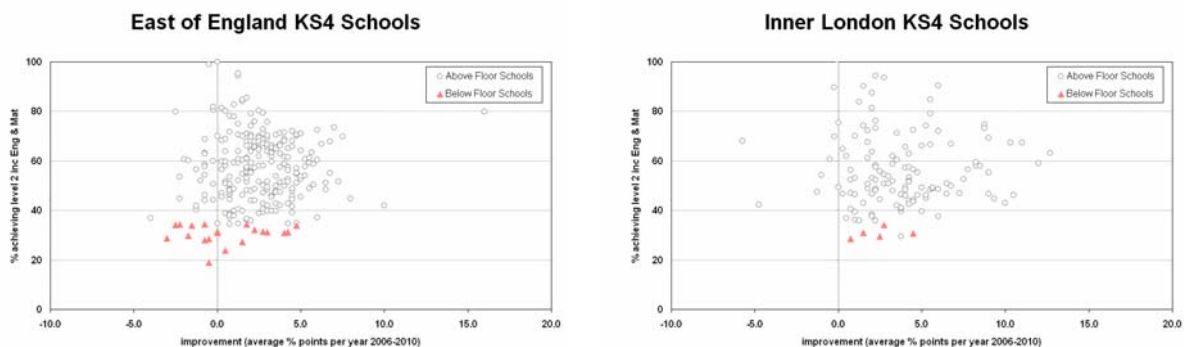 East of England KS4 Schools
% achieving level 2 inc Eng & Mat
100
80
60
40
20
0
Above Floor Schools
Below Floor Schools
-10.0 -5.0 0.0 5.0 10.0 15.0 20.0
improvement (average % points per year 2006-2010)
Inner London KS4 Schools
% achieving level 2 inc Eng & Mat
100
80
60
40
20
0
Above Floor Schools
Below Floor Schools
-10.0 -5.0 0.0 5.0 10.0 15.0 20.0
improvement (average % points per year 2006-2010)